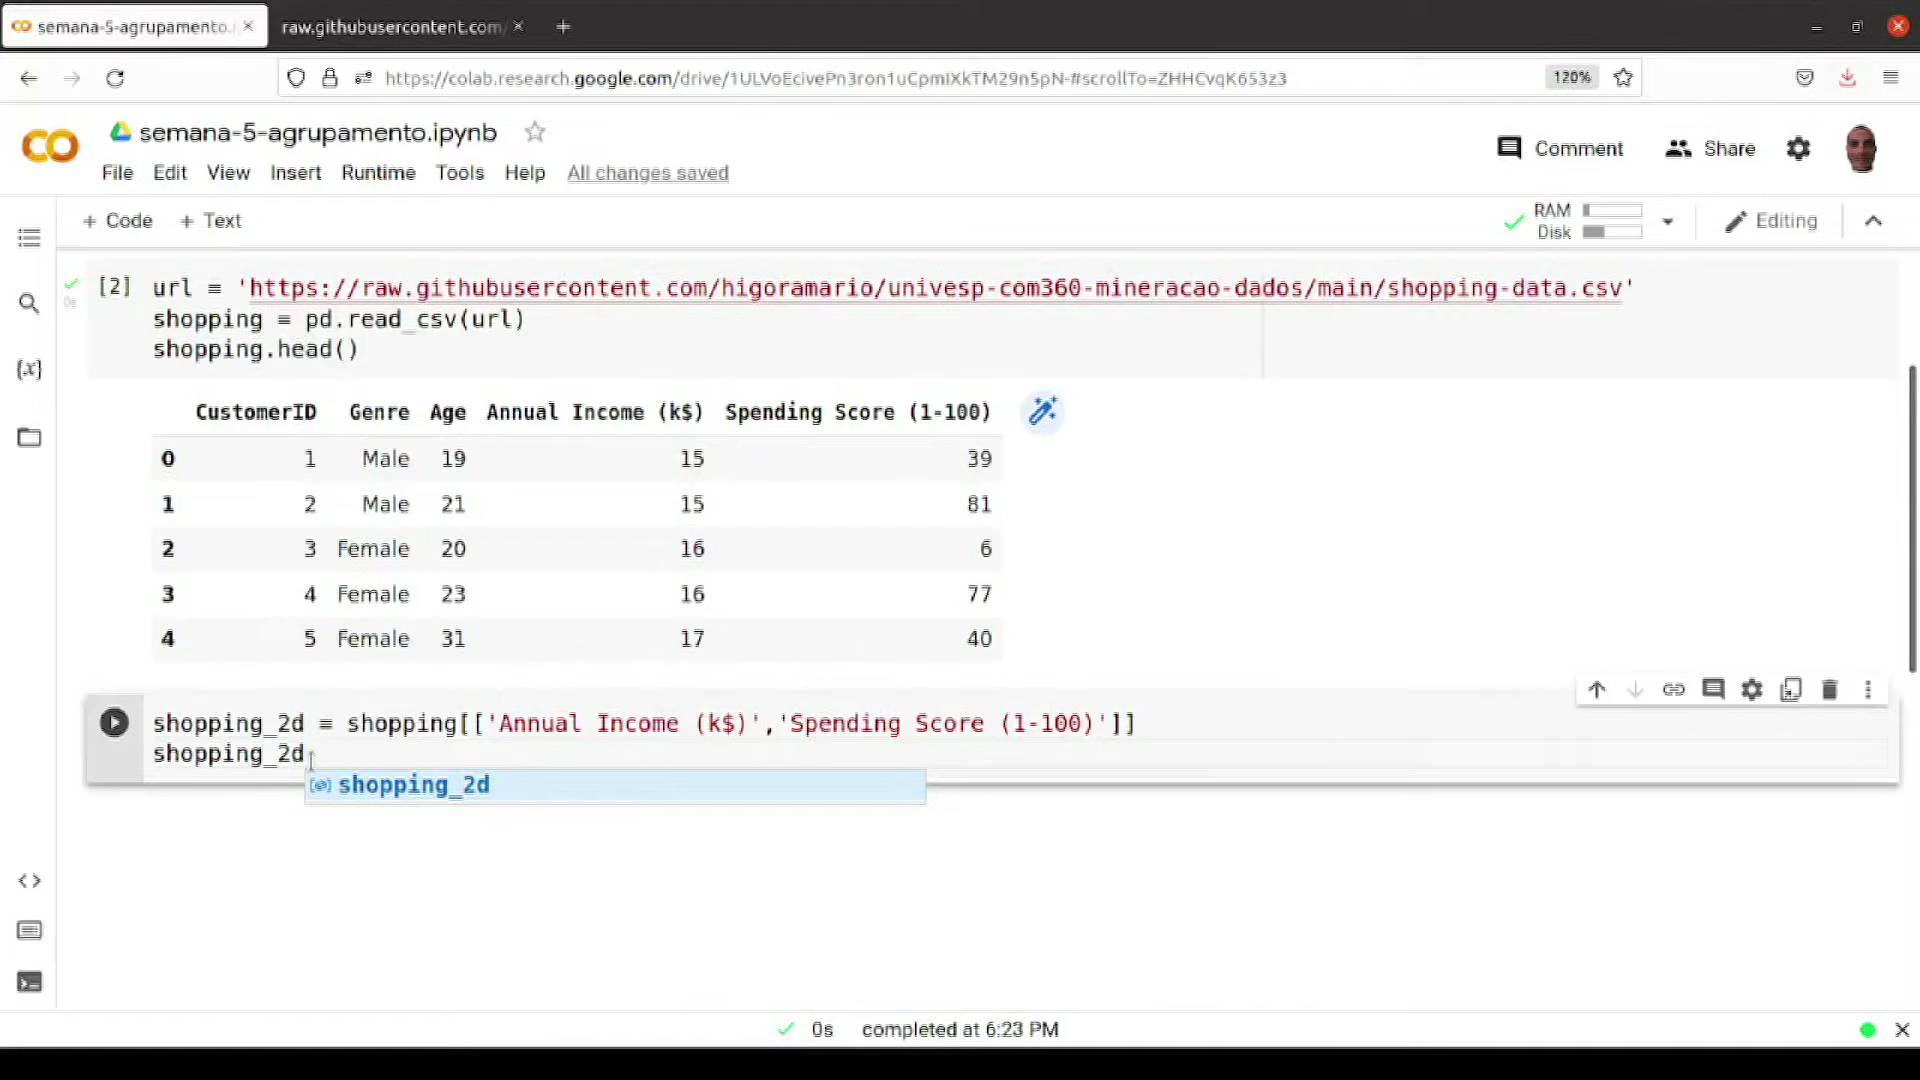 semana-5-agrupamento.
raw.githubusercontent.com/
https://colab.research.google.com/drive/1ULVoEcivePn3ron1uCpmIXkTM29n5pN-#scrollTo=ZHHCvqK653z3
120%
CO
semana-5-agrupamento.ipynb
Comment
Share
File Edit View Insert Runtime Tools Help All changes saved
+ Code + Text
RAM
Disk
Editing
[2] url = 'https://raw.githubusercontent.com/higoramario/univesp-com360-mineracao-dados/main/shopping-data.csv'
0s
shopping = pd.read_csv(url)
shopping.head()
{x}
CustomerID Genre Age Annual Income (k$) Spending Score (1-100)
0 1 Male 19 15 39
1 2 Male 21 15 81
2 3 Female 20 16 6
3 4 Female 23 16 77
4 5 Female 31 17 40
shopping_2d = shopping[['Annual Income (k$)','Spending Score (1-100)']]
shopping_2d
shopping_2d
0s completed at 6:23 PM